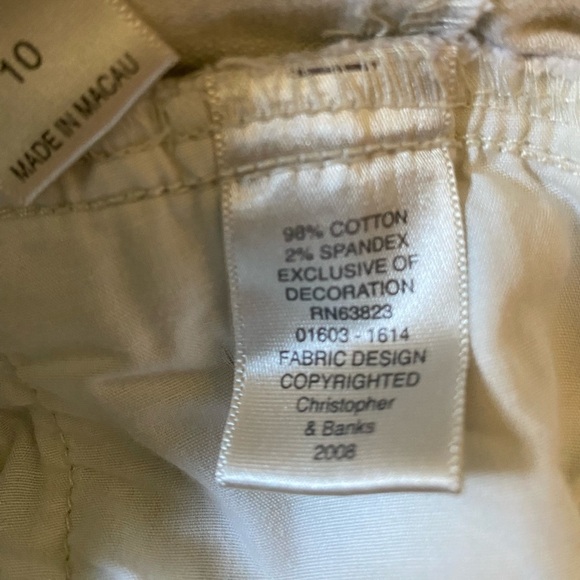 10
MADE IN MACAU
98% COTTON
2% SPANDEX
EXCLUSIVE OF
DECORATION
RN63823
01603 - 1614
FABRIC DESIGN
COPYRIGHTED
Christopher
& Banks
2008